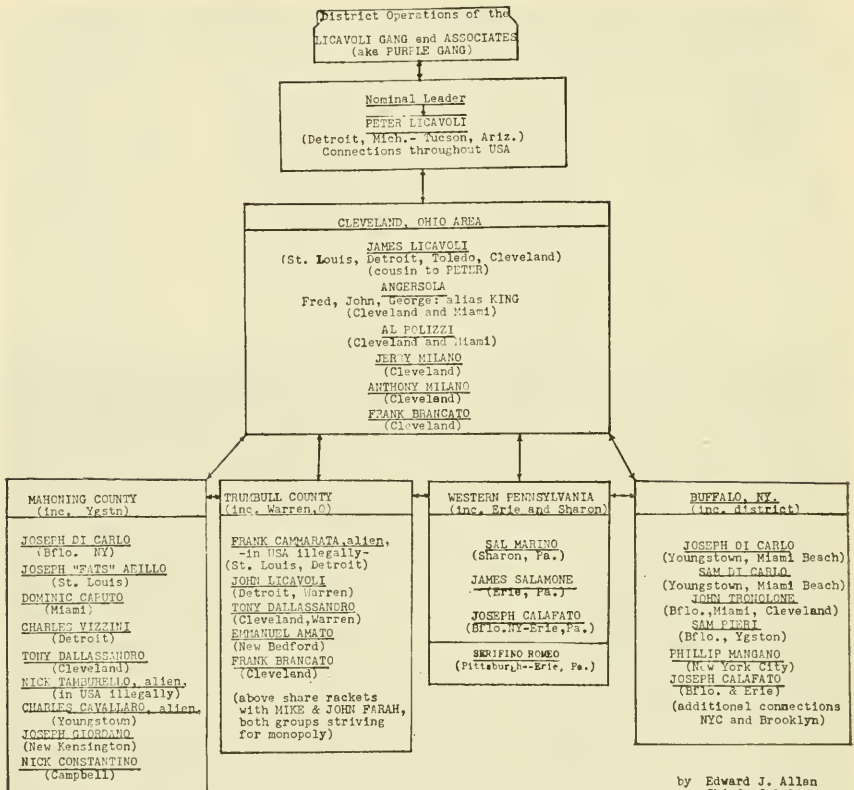 District Operations of the
LICAVOLI GANG and ASSOCIATES
(aka PURPLE GANG)
Nominal Leader
PETER LICAVOLI
(Detroit, Mich.- Tucson, Ariz.)
Connections throughout USA
CLEVELAND, OHIO AREA
JAMES LICAVOLI
(St. Louis, Detroit, Toledo, Cleveland)
(cousin to PETER)
ANGERSOLA
Fred, John, George: alias KING
(Cleveland and Miami)
AL POLIZZI
(Cleveland and Miami)
JERRY MILANO
(Cleveland)
ANTHONY MILANO
(Cleveland)
FRANK BRANCATO
(Cleveland)
MAHONING COUNTY
(inc. Ygstn)
JOSEPH DI CARLO
(Bflo. NY)
JOSEPH "FATS" AEILLO
(St. Louis)
DOMINIC CAPUTO
(Miami)
CHARLES VIZZINI
(Detroit)
TONY DALLASSANDRO
(Cleveland)
NICK TAMBURELLO, alien,
(in USA illegally)
CHARLES CAVALLARO, alien,
(Youngstown)
JOSEPH GIORDANO
(New Kensington)
NICK CONSTANTINO
(Campbell)
TRUMBULL COUNTY
(inc. Warren,O)
FRANK CAMMARATA,alien,
-in USA illegally-
(St. Louis, Detroit)
JOHN LICAVOLI
(Detroit, Warren)
TONY DALLASSANDRO
(Cleveland,Warren)
EMMANUEL AMATO
(New Bedford)
FRANK BRANCATO
(Cleveland)
(above share rackets
with MIKE & JOHN FARAH,
both groups striving
for monopoly)
WESTERN PENNSYLVANIA
(inc. Erie and Sharon)
SAL MARINO
(Sharon, Pa.)
JAMES SALAMONE
(Erie, Pa.)
JOSEPH CALAFATO
(Bflo.NY-Erie,Pa.)
SERIFINO ROMEO
(Pittsburgh--Erie, Pa.)
BUFFALO, NY.
(inc. district)
JOSEPH DI CARLO
(Youngstown, Miami Beach)
SAM DI CARLO
(Youngstown, Miami Beach)
JOHN TRONOLONE
(Bflo.,Miami, Cleveland)
SAM PIERI
(Bflo., Ygston)
PHILLIP MANGANO
(New York City)
JOSEPH CALAFATO
(Bflo. & Erie)
(additional connections
NYC and Brooklyn)
by Edward J. Allan